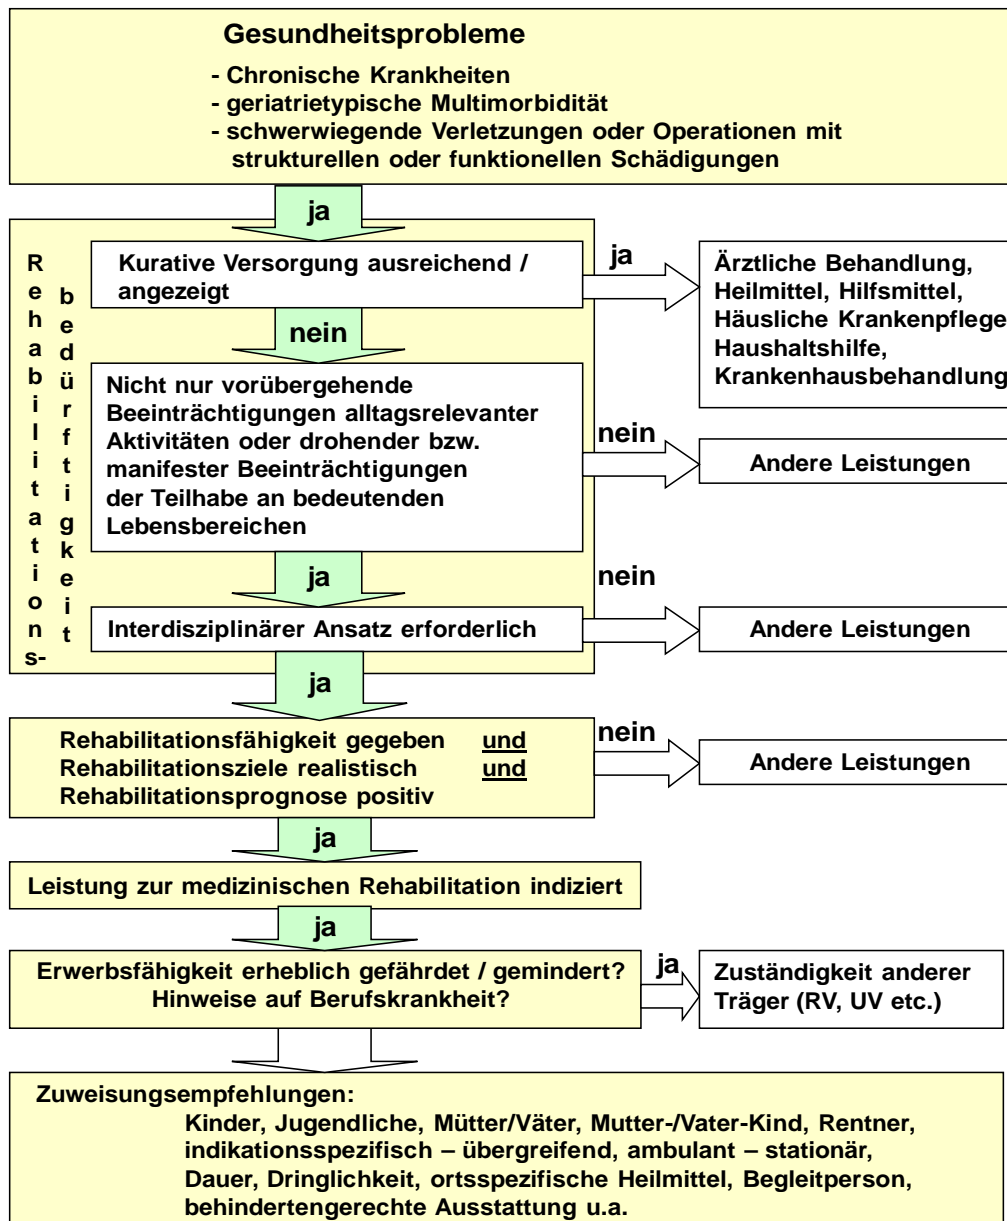 Gesundheitsprobleme
- Chronische Krankheiten
- geriatrietypische Multimorbidität
- schwerwiegende Verletzungen oder Operationen mit
strukturellen oder funktionellen Schädigungen
ja
Rehabilitations-
bedürftigkeit
Kurative Versorgung ausreichend /
angezeigt
ja
Ärztliche Behandlung,
Heilmittel, Hilfsmittel,
Häusliche Krankenpflege
Haushaltshilfe,
Krankenhausbehandlung
nein
Nicht nur vorübergehende
Beeinträchtigungen alltagsrelevanter
Aktivitäten oder drohender bzw.
manifester Beeinträchtigungen
der Teilhabe an bedeutenden
Lebensbereichen
nein
Andere Leistungen
ja
Interdisziplinärer Ansatz erforderlich
nein
Andere Leistungen
ja
Rehabilitationsfähigkeit gegeben und
Rehabilitationsziele realistisch und
Rehabilitationsprognose positiv
nein
Andere Leistungen
ja
Leistung zur medizinischen Rehabilitation indiziert
ja
Erwerbsfähigkeit erheblich gefährdet / gemindert?
Hinweise auf Berufskrankheit?
ja
Zuständigkeit anderer
Träger (RV, UV etc.)
Zuweisungsempfehlungen:
Kinder, Jugendliche, Mütter/Väter, Mutter-/Vater-Kind, Rentner,
indikationsspezifisch – übergreifend, ambulant – stationär,
Dauer, Dringlichkeit, ortsspezifische Heilmittel, Begleitperson,
behindertengerechte Ausstattung u.a.